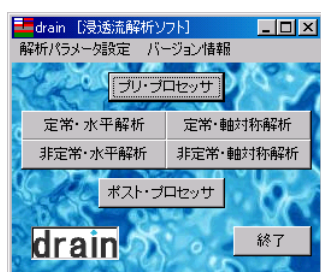 drain [浸透流解析ソフト]
解析パラメータ設定 バージョン情報
プリ・プロセッサ
定常・水平解析 定常・軸対称解析
非定常・水平解析 非定常・軸対称解析
ポスト・プロセッサ
drain 終了